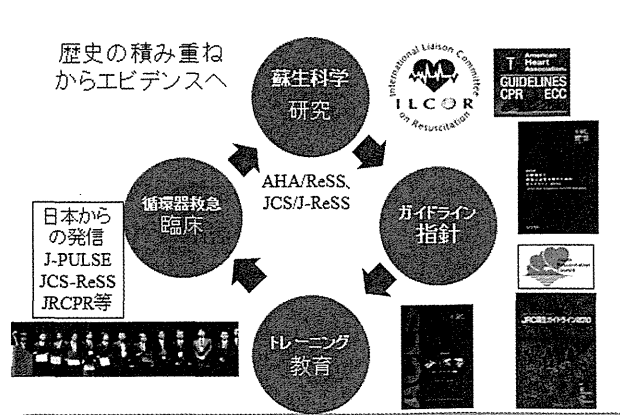 歴史の積み重ね
からエビデンスへ
蘇生科学
研究
International Liaison Committee
ILCOR
on Resuscitation
American
Heart
Association
GUIDELINES
CPR ECC
AHA/ReSS、
JCS/J-ReSS
循環器救急
臨床
ガイドライン
指針
日本から
の発信
J-PULSE
JCS-ReSS
JRCPR等
トレーニング
教育
JRC蘇生ガイドライン2010